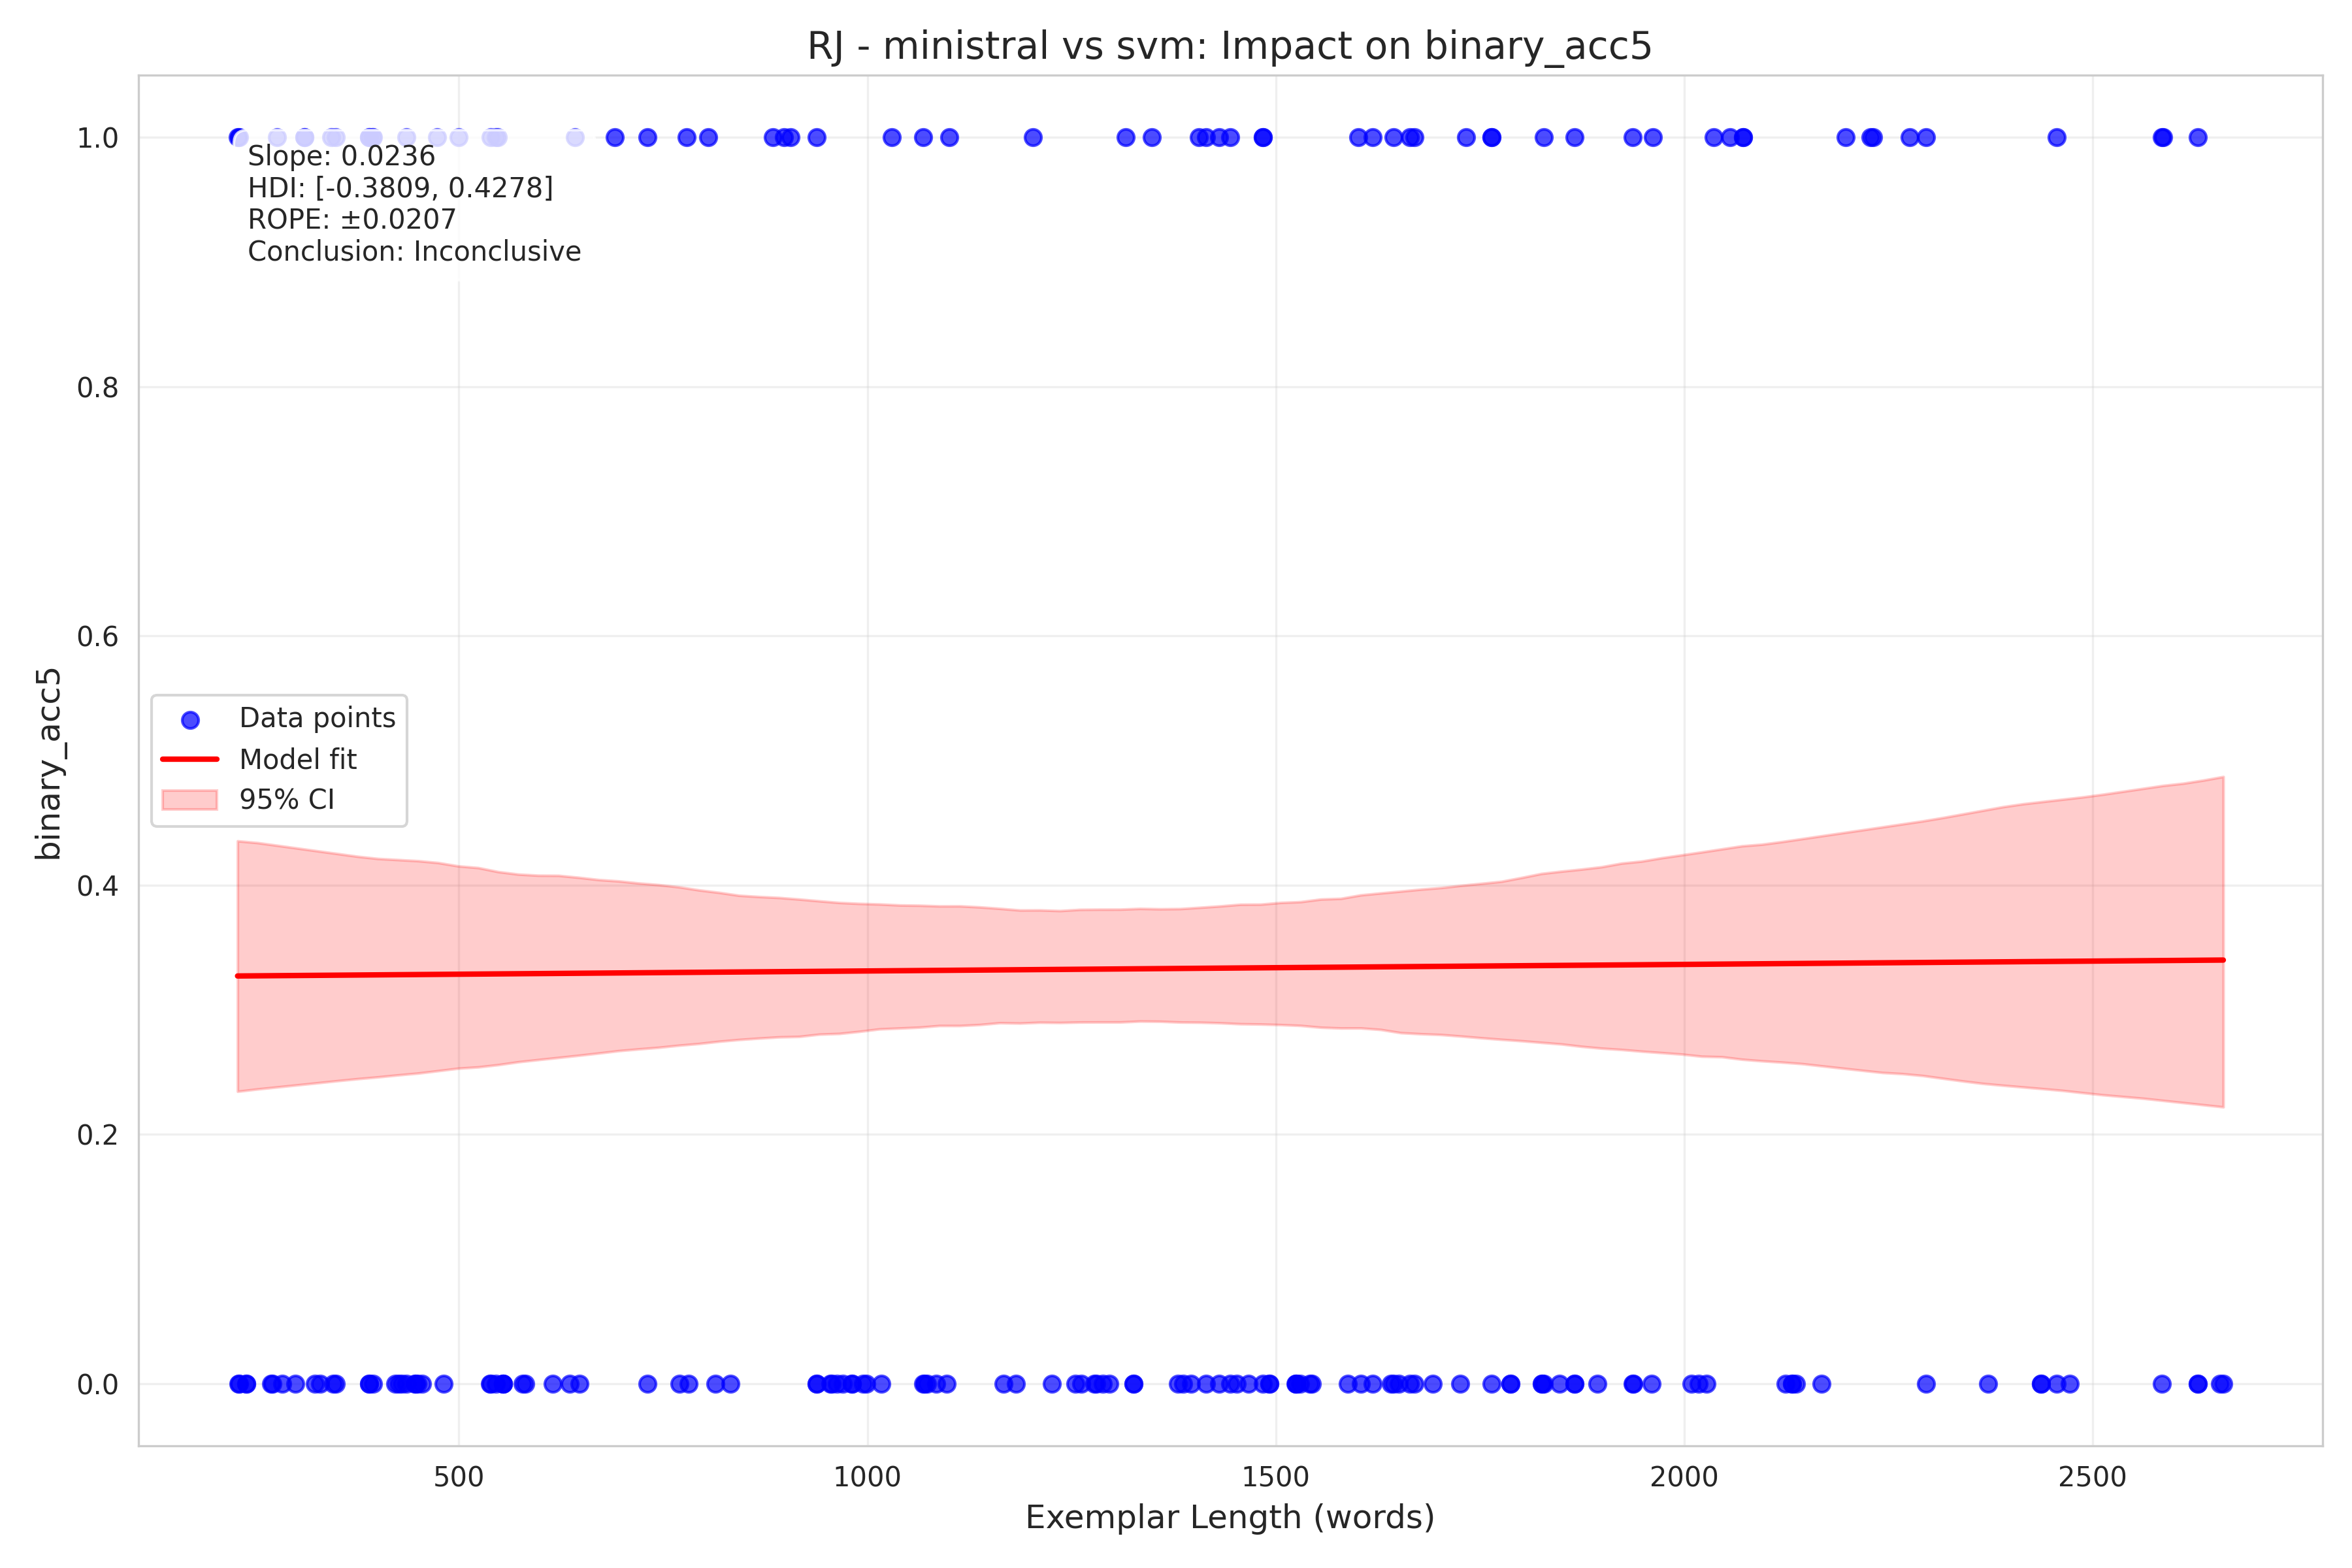 RJ - ministral vs svm: Impact on binary_acc5
1.0
Slope: 0.0236
HDI: [-0.3809, 0.4278]
ROPE: ±0.0207
Conclusion: Inconclusive
0.8
0.6
binary_acc5
Data points
Model fit
95% CI
0.4
0.2
0.0
500 1000 1500 2000 2500
Exemplar Length (words)